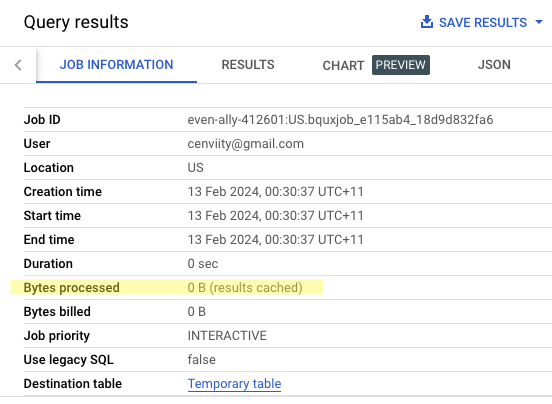 Query results
SAVE RESULTS
JOB INFORMATION RESULTS CHART PREVIEW JSON
Job ID even-ally-412601:US.bquxjob_e115ab4_18d9d832fa6
User cenviity@gmail.com
Location US
Creation time 13 Feb 2024, 00:30:37 UTC+11
Start time 13 Feb 2024, 00:30:37 UTC+11
End time 13 Feb 2024, 00:30:37 UTC+11
Duration 0 sec
Bytes processed 0 B (results cached)
Bytes billed 0 B
Job priority INTERACTIVE
Use legacy SQL false
Destination table Temporary table